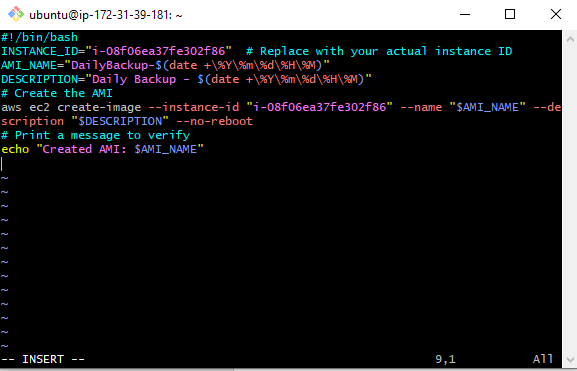 ubuntu@ip-172-31-39-181: ~
#!/bin/bash
INSTANCE_ID="i-08f06ea37fe302f86"  # Replace with your actual instance ID
AMI_NAME="DailyBackup-$(date +\%Y\%m\%d\%H\%M)"
DESCRIPTION="Daily Backup - $(date +\%Y\%m\%d\%H\%M)"
# Create the AMI
aws ec2 create-image --instance-id "i-08f06ea37fe302f86" --name "$AMI_NAME" --de
scription "$DESCRIPTION" --no-reboot
# Print a message to verify
echo "Created AMI: $AMI_NAME"
~
~
~
~
~
~
~
~
~
-- INSERT --                                                  9,1           All